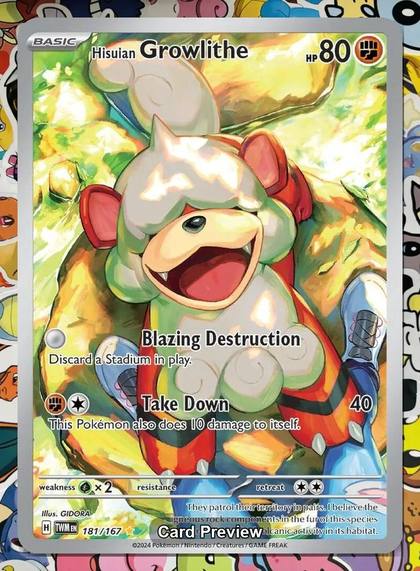 BASIC
Hisuian Growlithe HP 80
Blazing Destruction
Discard a Stadium in play.
Take Down 40
This Pokémon also does 10 damage to itself.
weakness ×2 resistance retreat
Illus. GIDORA
They patrol their territory in pairs. I believe the
igneous rock components in the fur of this species
volcanic activity in its habitat.
H TWM EN 181/167
Card Preview
©2024 Pokémon / Nintendo / Creatures / GAME FREAK